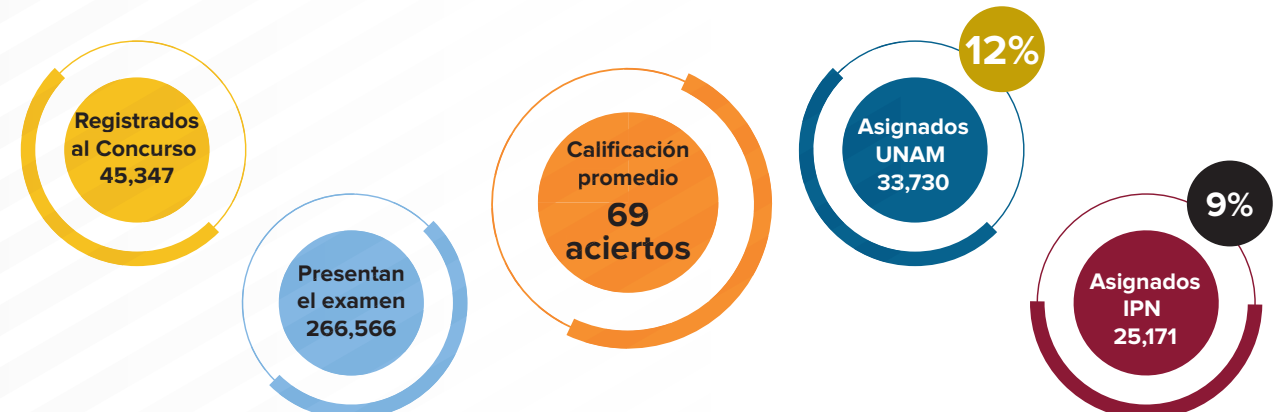 Registrados
al Concurso
45,347
Presentan
el examen
266,566
Calificación
promedio
69
aciertos
12%
Asignados
UNAM
33,730
9%
Asignados
IPN
25,171